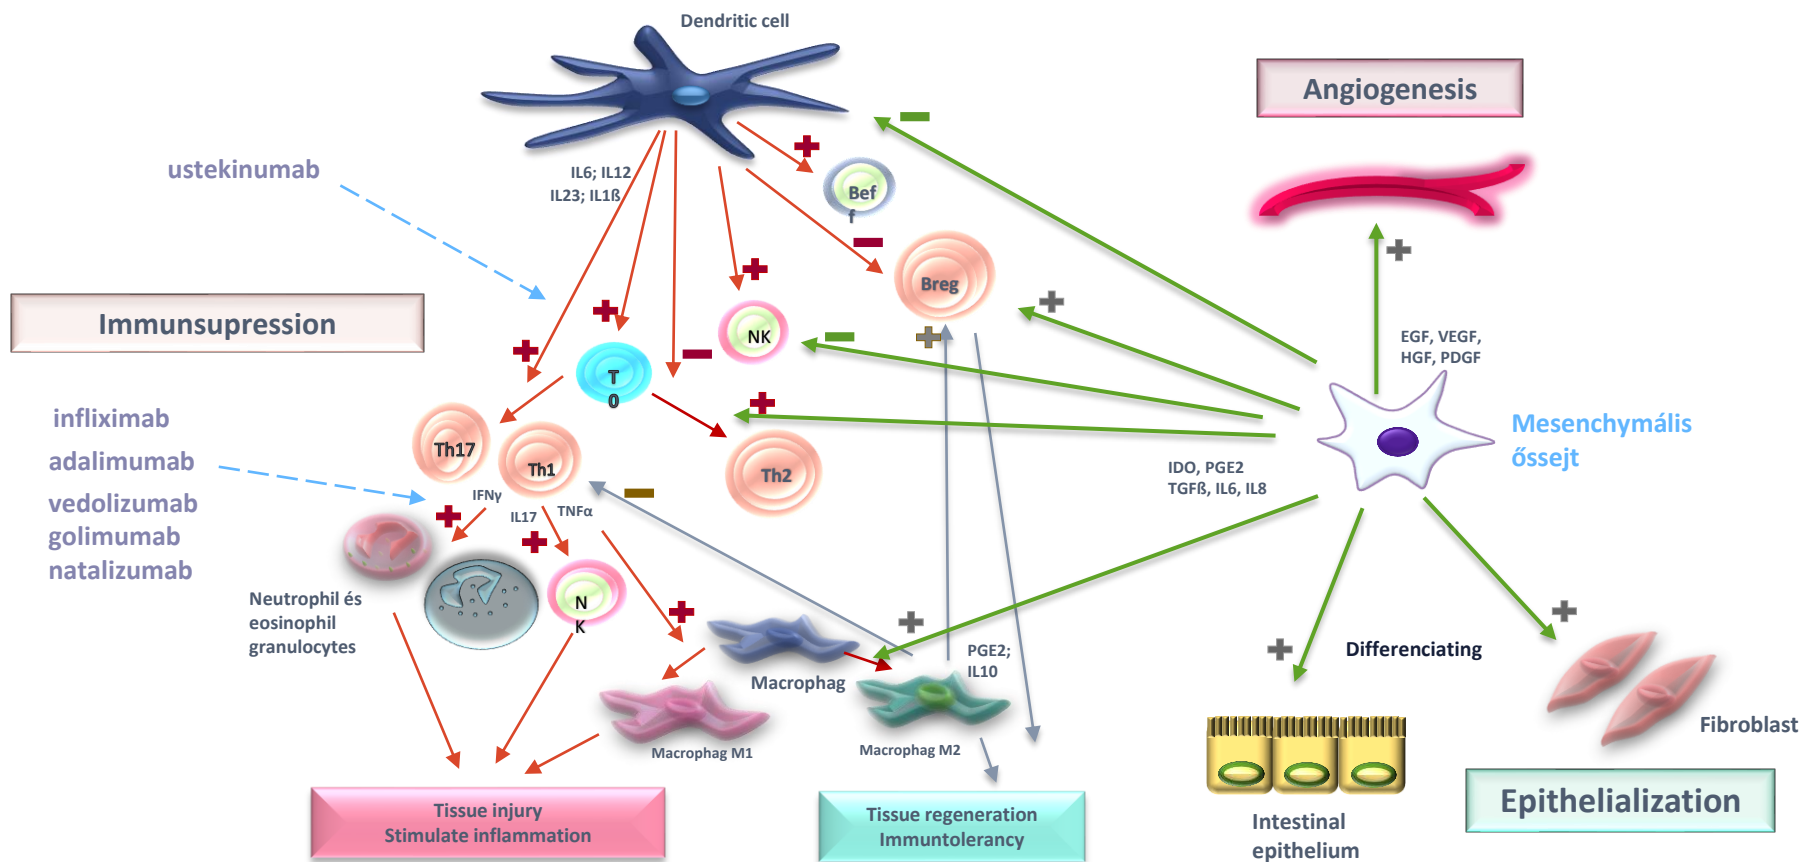 Dendritic cell
Angiogenesis
ustekinumab
IL6; IL12
IL23; IL1ß
Bef
f
Breg
Immunsupression
NK
T
0
EGF, VEGF,
HGF, PDGF
infliximab
adalimumab
vedolizumab
golimumab
natalizumab
Th17
Th1
Th2
Mesenchymális
őssejt
IDO, PGE2
TGFß, IL6, IL8
IFNγ
IL17
TNFα
Neutrophil és
eosinophil
granulocytes
N
K
Macrophag
PGE2;
IL10
Differenciating
Macrophag M1
Macrophag M2
Fibroblast
Tissue injury
Stimulate inflammation
Tissue regeneration
Immuntolerancy
Intestinal
epithelium
Epithelialization